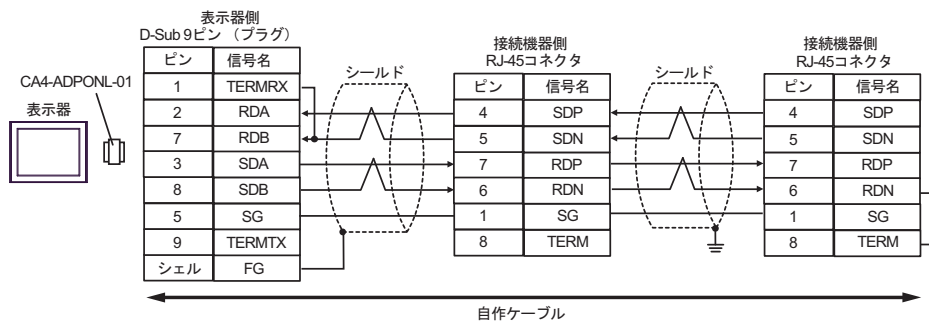 表示器側
D-Sub 9ピン （プラグ）
接続機器側
RJ-45コネクタ
接続機器側
RJ-45コネクタ
CA4-ADPONL-01
表示器
シールド
シールド
ピン 信号名
1 TERMRX
2 RDA
7 RDB
3 SDA
8 SDB
5 SG
9 TERMTX
シェル FG
ピン 信号名
4 SDP
5 SDN
7 RDP
6 RDN
1 SG
8 TERM
ピン 信号名
4 SDP
5 SDN
7 RDP
6 RDN
1 SG
8 TERM
自作ケーブル